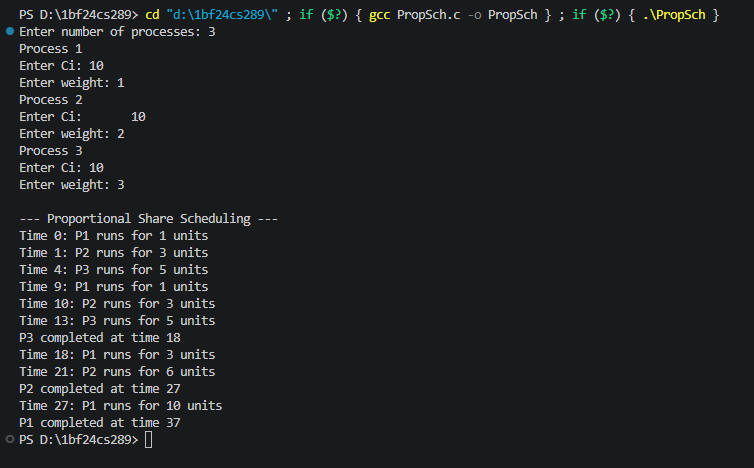 PS D:\1bf24cs289> cd "d:\1bf24cs289\" ; if ($?) { gcc PropSch.c -o PropSch } ; if ($?) { .\PropSch }
Enter number of processes: 3
Process 1
Enter Ci: 10
Enter weight: 1
Process 2
Enter Ci:       10
Enter weight: 2
Process 3
Enter Ci: 10
Enter weight: 3

--- Proportional Share Scheduling ---
Time 0: P1 runs for 1 units
Time 1: P2 runs for 3 units
Time 4: P3 runs for 5 units
Time 9: P1 runs for 1 units
Time 10: P2 runs for 3 units
Time 13: P3 runs for 5 units
P3 completed at time 18
Time 18: P1 runs for 3 units
Time 21: P2 runs for 6 units
P2 completed at time 27
Time 27: P1 runs for 10 units
P1 completed at time 37
PS D:\1bf24cs289>